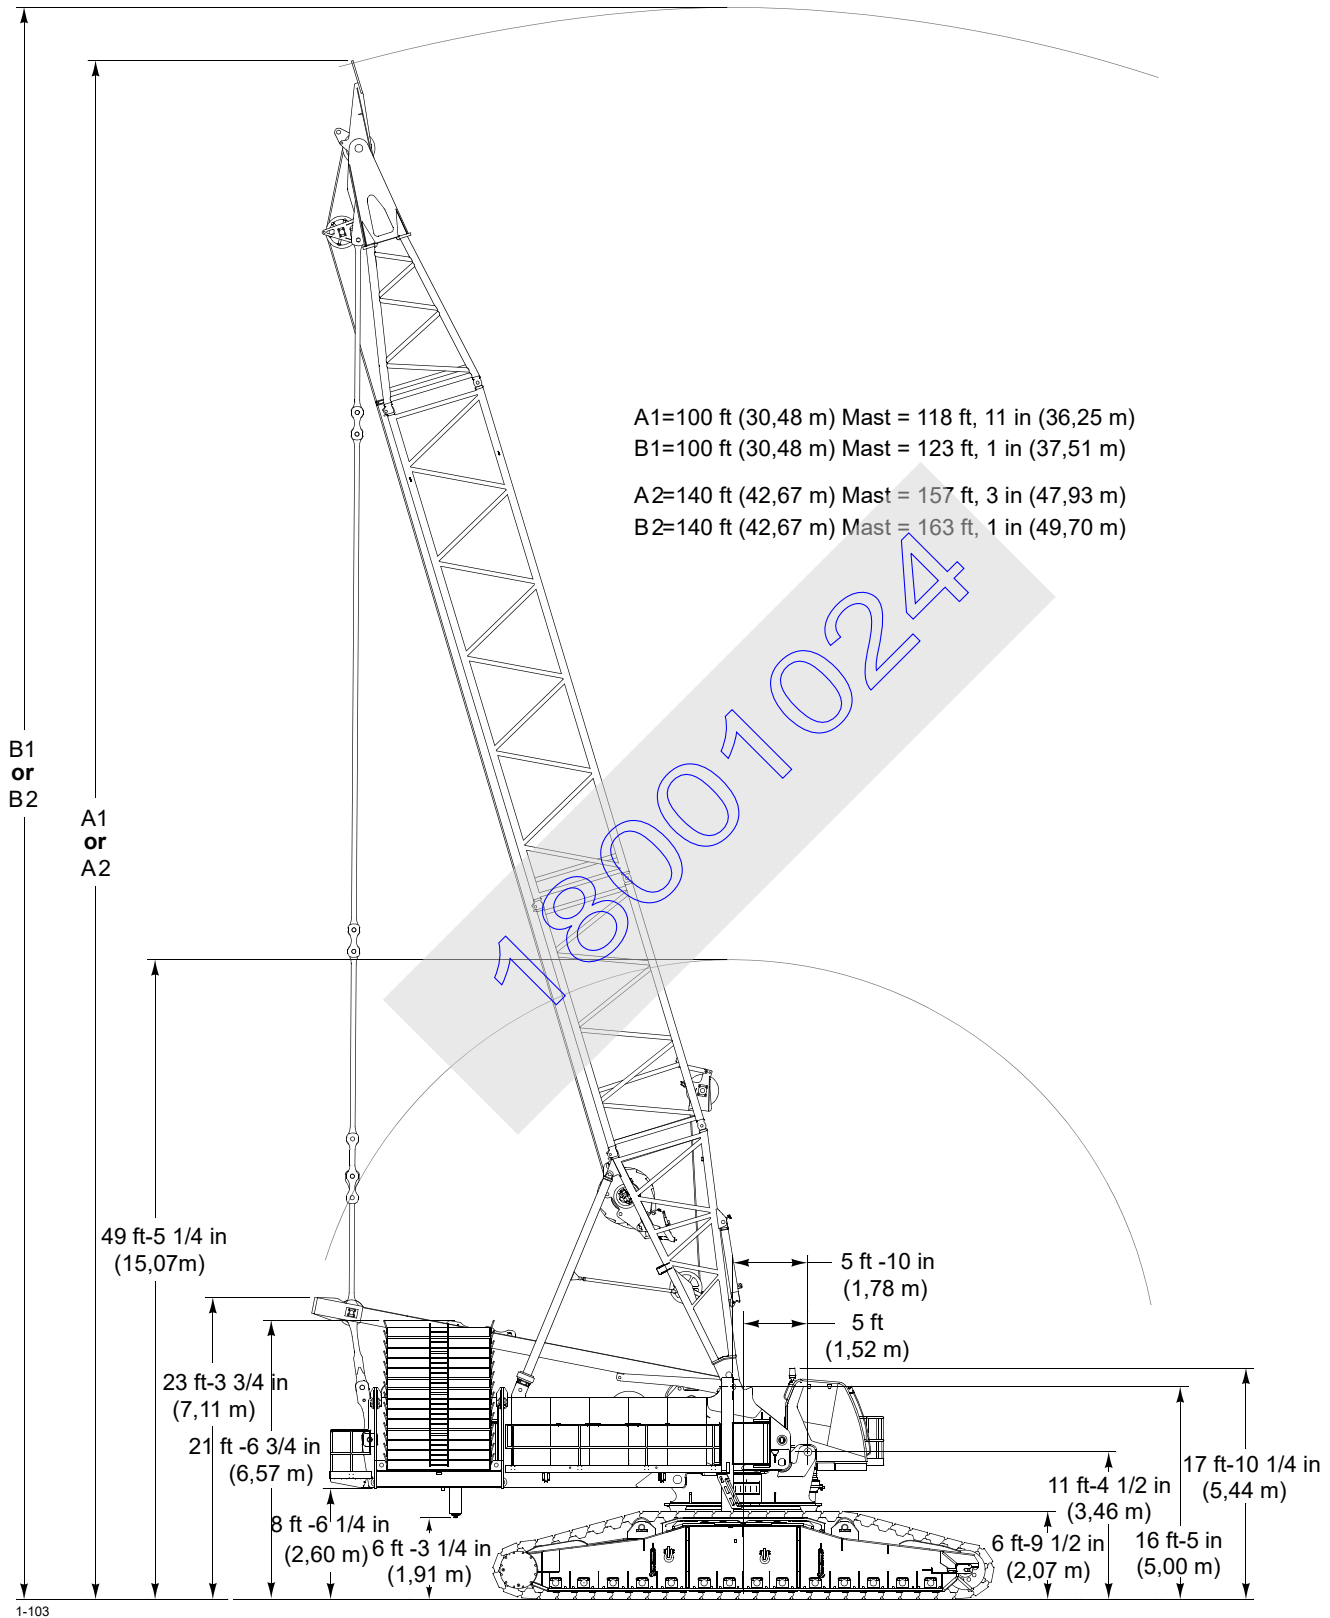 A1=100 ft (30,48 m) Mast = 118 ft, 11 in (36,25 m)
B1=100 ft (30,48 m) Mast = 123 ft, 1 in (37,51 m)
A2=140 ft (42,67 m) Mast = 157 ft, 3 in (47,93 m)
B2=140 ft (42,67 m) Mast = 163 ft, 1 in (49,70 m)
18001024
B1
or
B2
A1
or
A2
49 ft-5 1/4 in
(15,07m)
5 ft -10 in
(1,78 m)
5 ft
(1,52 m)
23 ft-3 3/4 in
(7,11 m)
21 ft -6 3/4 in
(6,57 m)
8 ft -6 1/4 in
(2,60 m)
6 ft -3 1/4 in
(1,91 m)
6 ft-9 1/2 in
(2,07 m)
11 ft-4 1/2 in
(3,46 m)
16 ft-5 in
(5,00 m)
17 ft-10 1/4 in
(5,44 m)
1-103